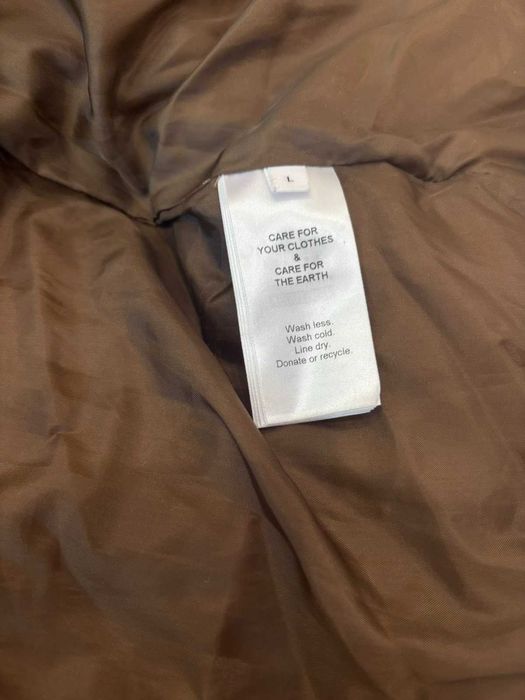 L
CARE FOR
YOUR CLOTHES
&
CARE FOR
THE EARTH
Wash less.
Wash cold.
Line dry.
Donate or recycle.